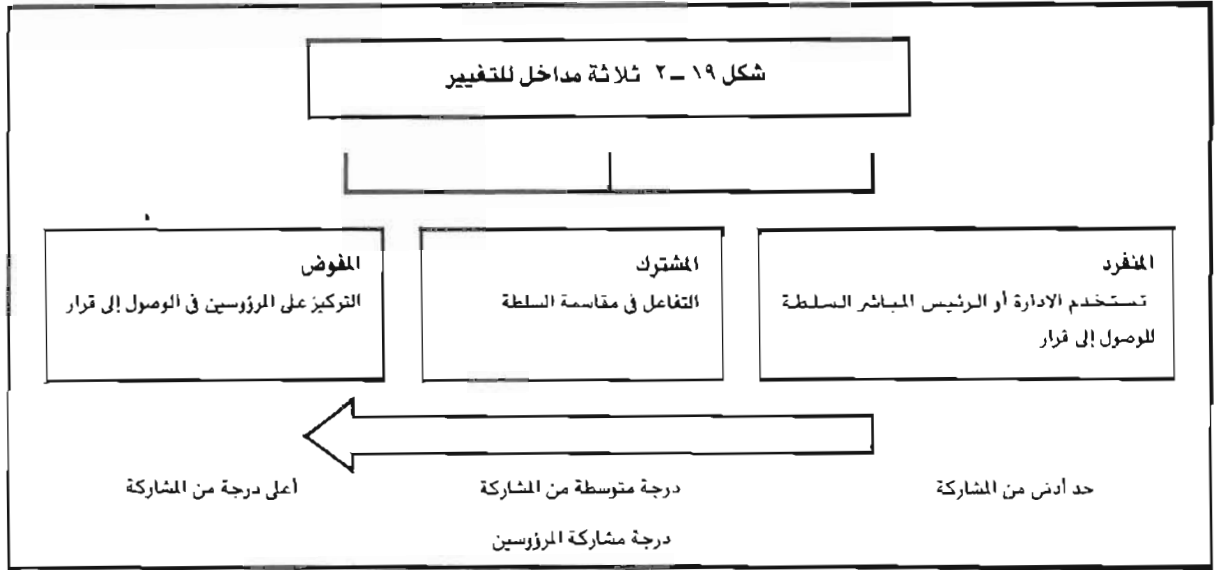 شكل ١٩ – ٢ ثلاثة مداخل للتغيير
المنفرد
تستخدم الادارة أو الرئيس المباشر السلطة
للوصول إلى قرار
المشترك
التفاعل في مقاسمة السلطة
المفوض
التركيز على المرؤوسين في الوصول إلى قرار
حد أدنى من المشاركة
درجة متوسطة من المشاركة
أعلى درجة من المشاركة
درجة مشاركة المرؤوسين